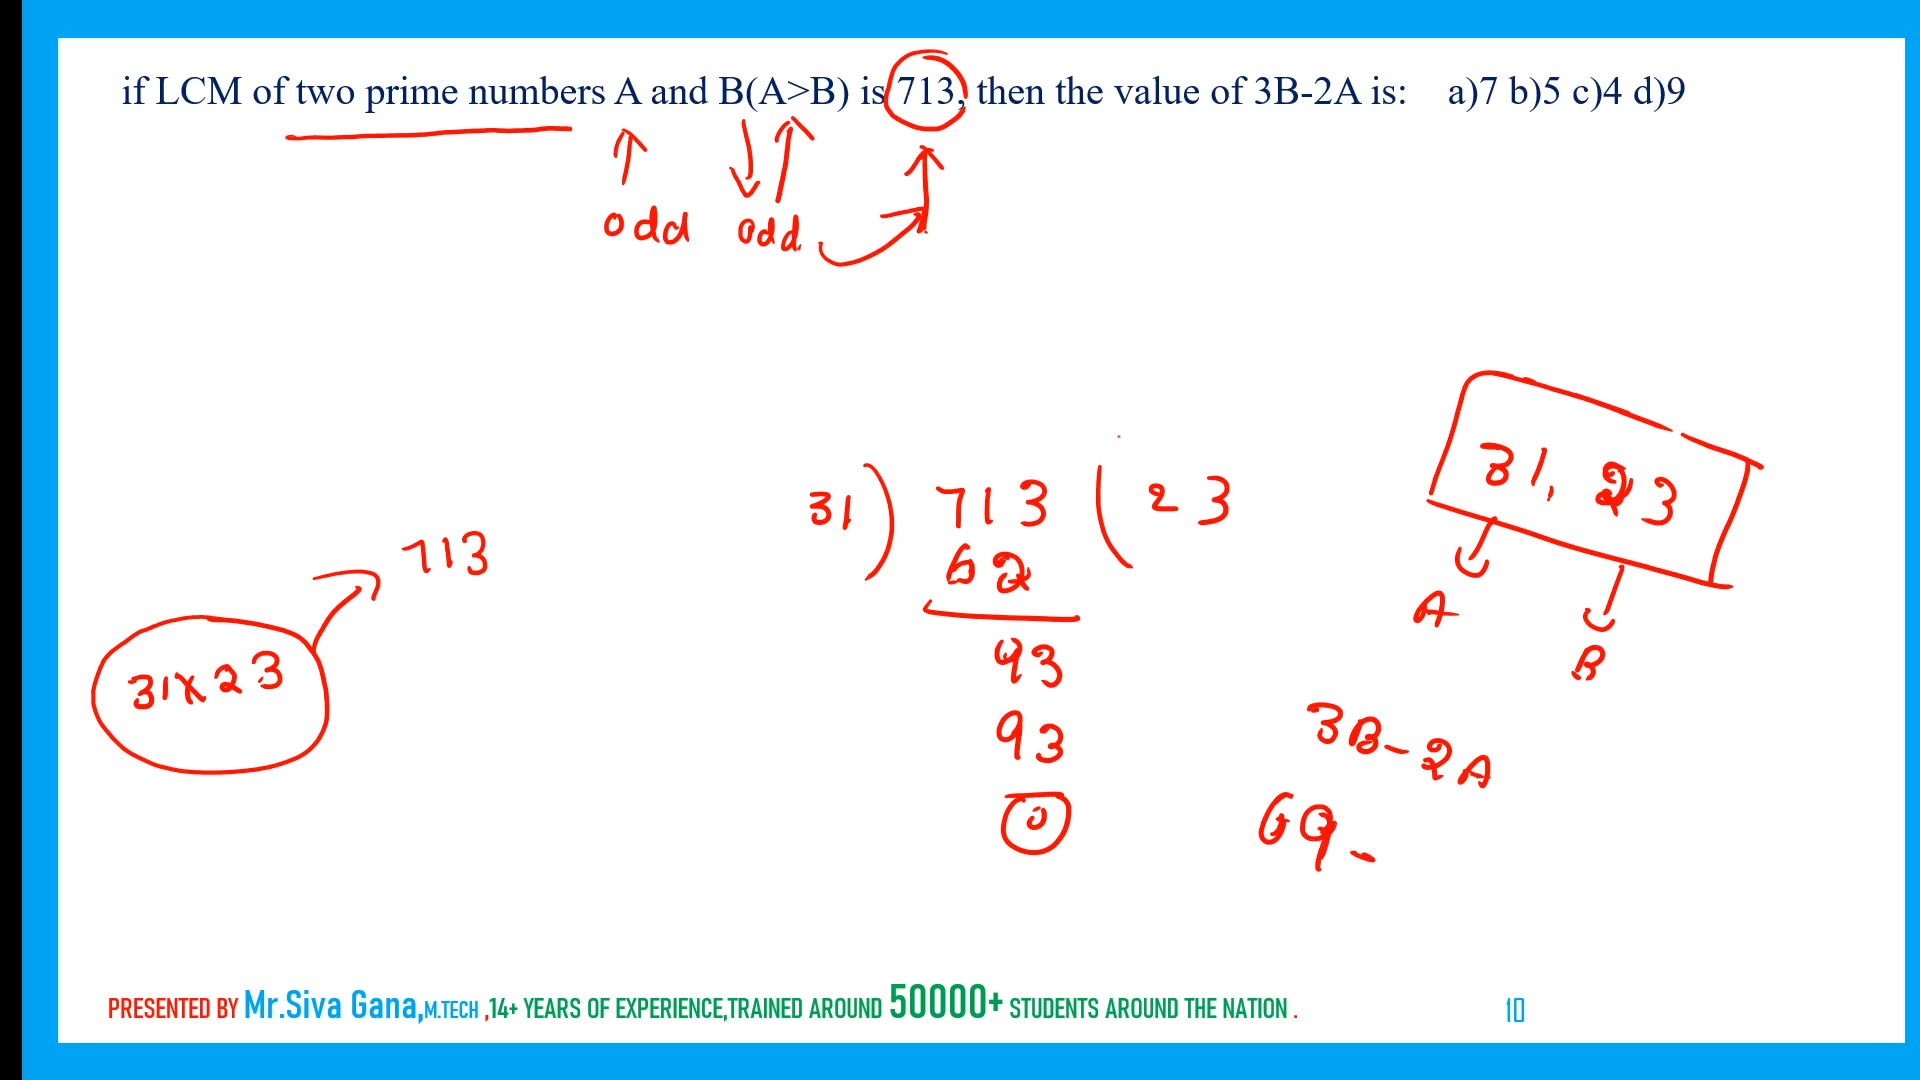 if LCM of two prime numbers A and B(A>B) is 713, then the value of 3B-2A is: a)7 b)5 c)4 d)9
odd odd
31, 23
A
B
31) 713 (23
62
93
93
0
713
31x23
3B-2A
69-
PRESENTED BY Mr.Siva Gana,M.TECH ,14+ YEARS OF EXPERIENCE,TRAINED AROUND 50000+ STUDENTS AROUND THE NATION .
10